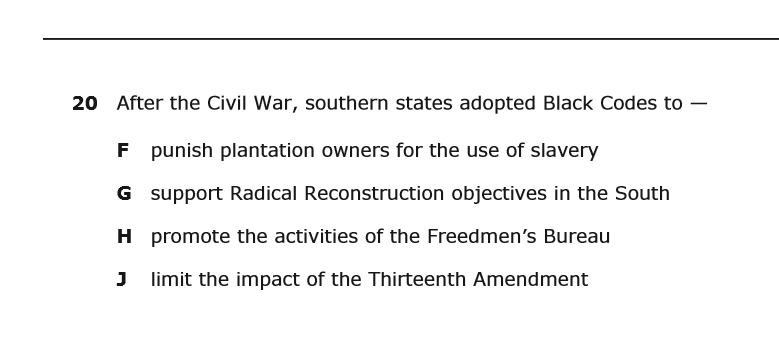 20 After the Civil War, southern states adopted Black Codes to —
F punish plantation owners for the use of slavery
G support Radical Reconstruction objectives in the South
H promote the activities of the Freedmen’s Bureau
J limit the impact of the Thirteenth Amendment